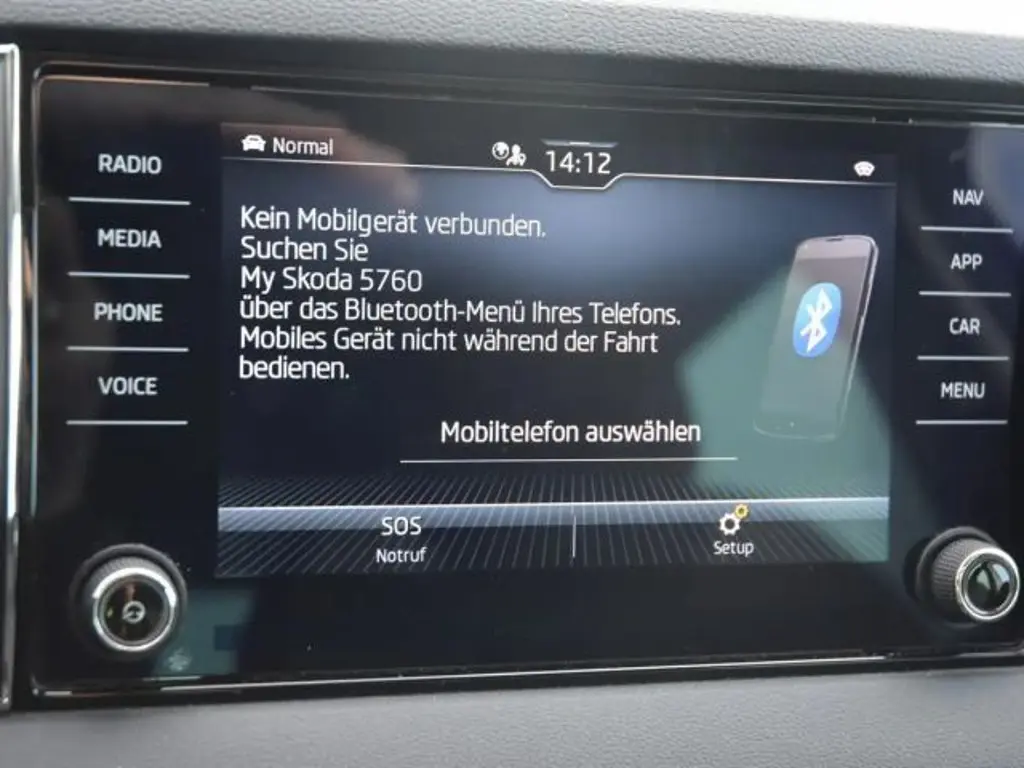 Normal
14:12
RADIO
MEDIA
PHONE
VOICE
Kein Mobilgerät verbunden.
Suchen Sie
My Skoda 5760
über das Bluetooth-Menü Ihres Telefons.
Mobiles Gerät nicht während der Fahrt
bedienen.
Mobiltelefon auswählen
SOS
Notruf
Setup
NAV
APP
CAR
MENU